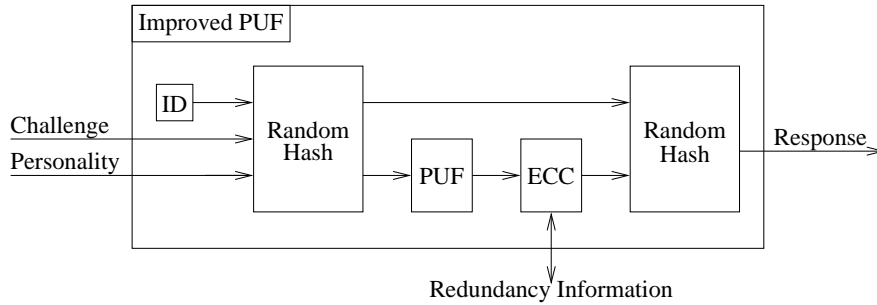 Improved PUF
ID
Challenge
Personality
Random
Hash
PUF
ECC
Random
Hash
Response
Redundancy Information